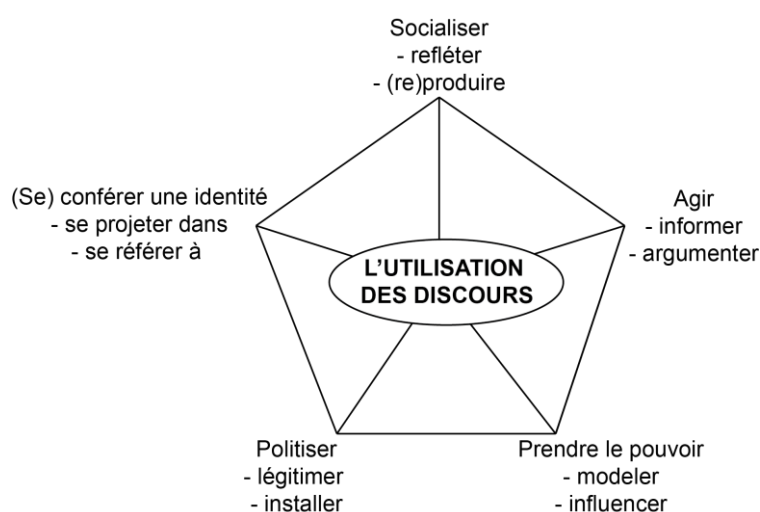 Socialiser
- refléter
- (re)produire
(Se) conférer une identité
- se projeter dans
- se référer à
Agir
- informer
- argumenter
L'UTILISATION
DES DISCOURS
Politiser
- légitimer
- installer
Prendre le pouvoir
- modeler
- influencer